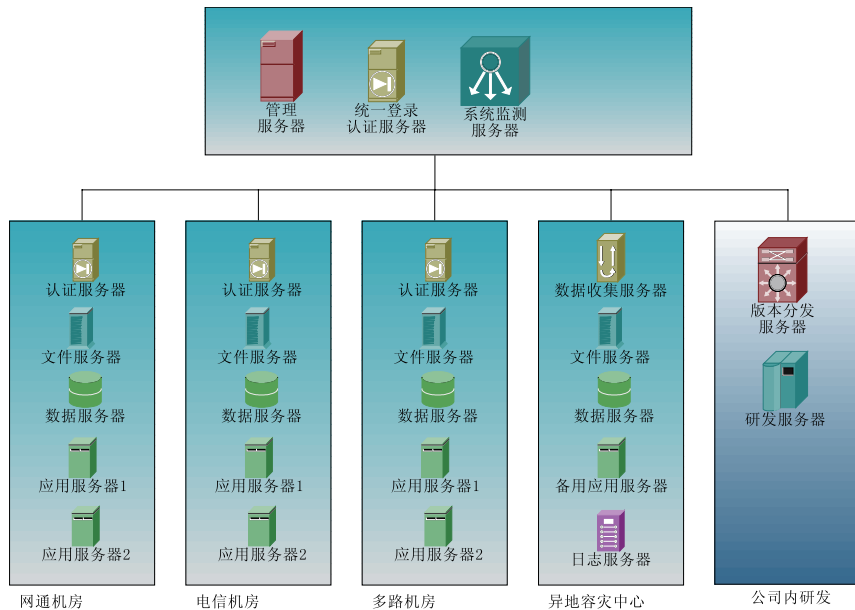 管理
服务器
统一登录
认证服务器
系统监测
服务器
认证服务器
文件服务器
数据服务器
应用服务器1
应用服务器2
网通机房
认证服务器
文件服务器
数据服务器
应用服务器1
应用服务器2
电信机房
认证服务器
文件服务器
数据服务器
应用服务器1
应用服务器2
多路机房
数据收集服务器
文件服务器
数据服务器
备用应用服务器
日志服务器
异地容灾中心
版本分发
服务器
研发服务器
公司内研发